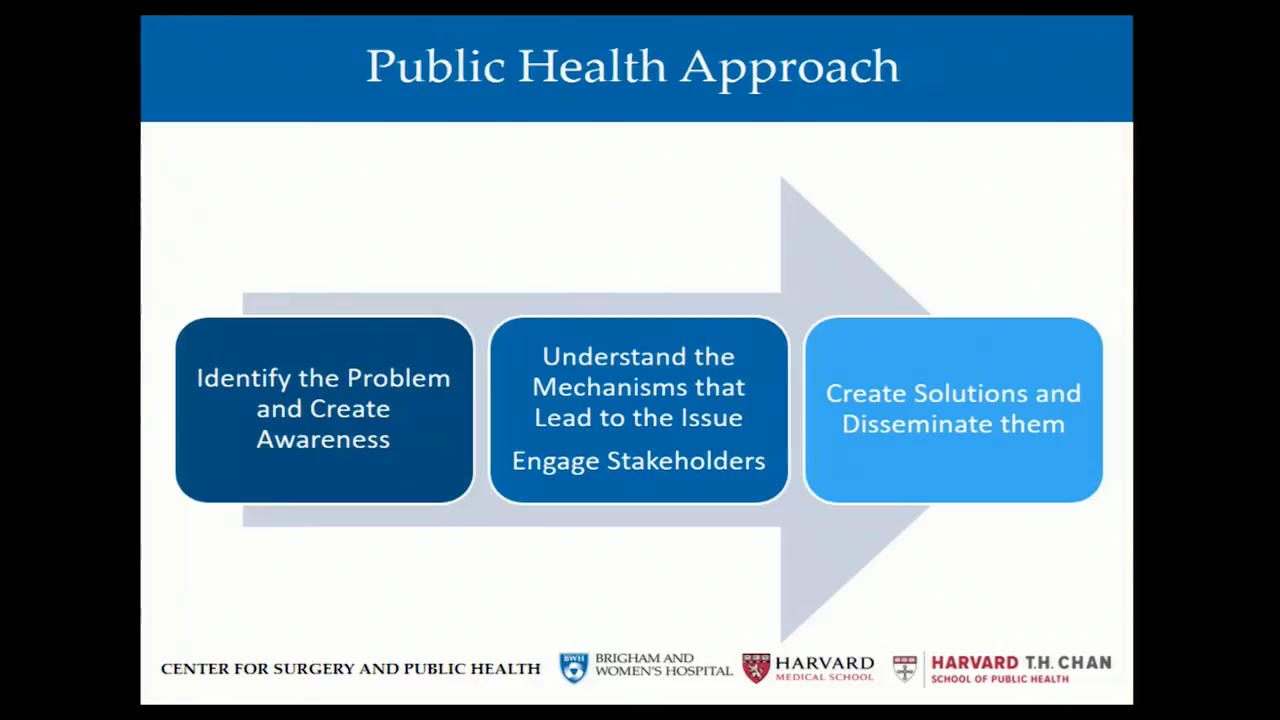 Public Health Approach
Identify the Problem
and Create
Awareness
Understand the
Mechanisms that
Lead to the Issue
Engage Stakeholders
Create Solutions and
Disseminate them
CENTER FOR SURGERY AND PUBLIC HEALTH
BWH
BRIGHAM AND
WOMEN'S HOSPITAL
HARVARD
MEDICAL SCHOOL
HARVARD T.H. CHAN
SCHOOL OF PUBLIC HEALTH